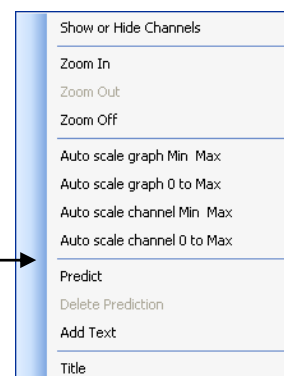 Show or Hide Channels
Zoom In
Zoom Out
Zoom Off
Auto scale graph Min  Max
Auto scale graph 0 to Max
Auto scale channel Min  Max
Auto scale channel 0 to Max
Predict
Delete Prediction
Add Text
Title